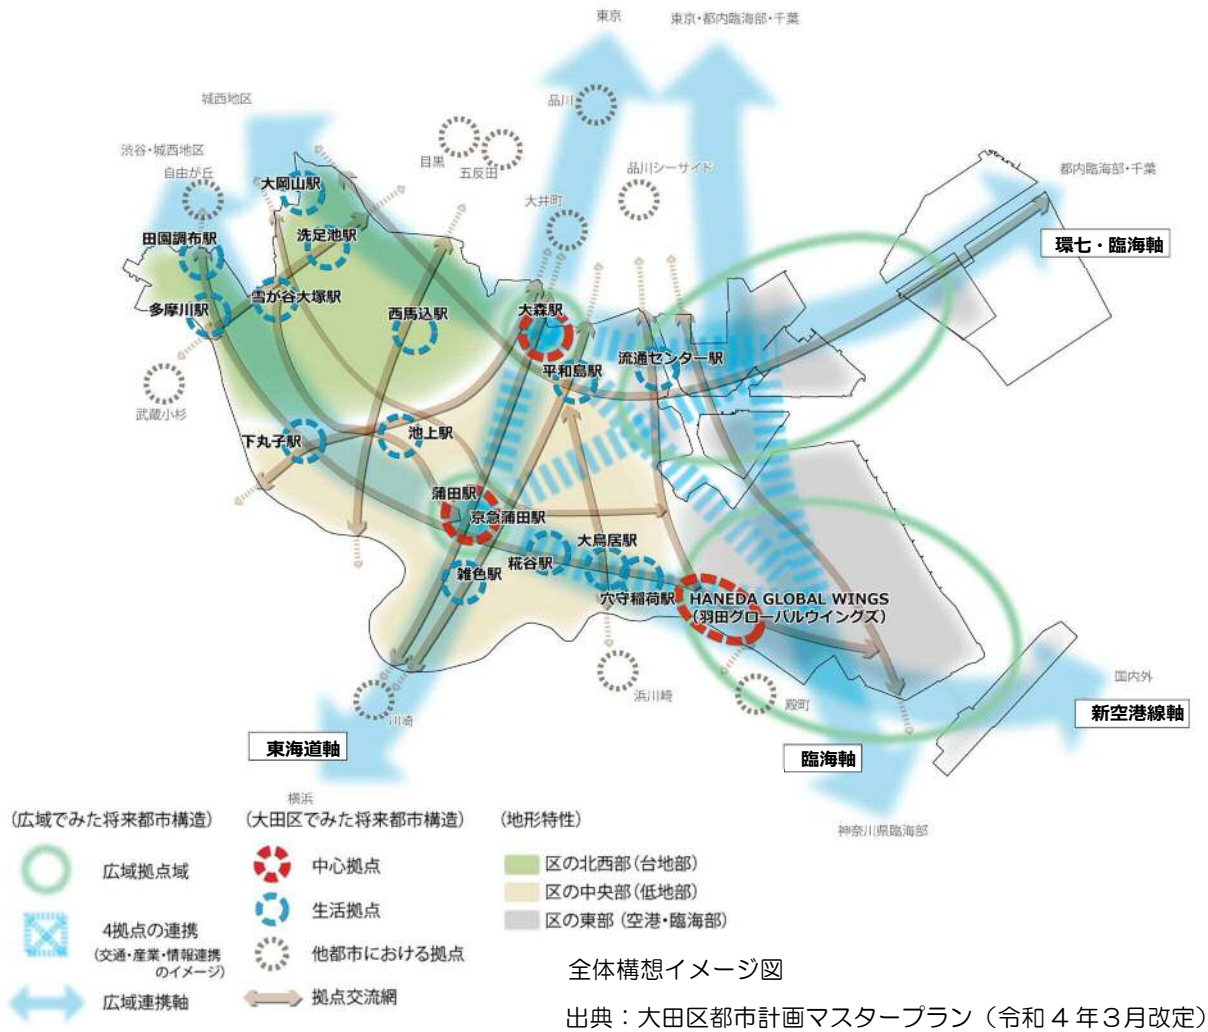 東京
東京・都内臨海部・千葉
城西地区
品川
渋谷・城西地区
自由が丘
目黒
五反田
品川シーサイド
都内臨海部・千葉
大岡山駅
大井町
田園調布駅
洗足池駅
環七・臨海軸
雪が谷大塚駅
多摩川駅
西馬込駅
大森駅
流通センター駅
平和島駅
武蔵小杉
下丸子駅
池上駅
蒲田駅
京急蒲田駅
大鳥居駅
糀谷駅
雑色駅
穴守稲荷駅
HANEDA GLOBAL WINGS
(羽田グローバルウイングズ)
国内外
浜川崎
殿町
新空港線軸
川崎
東海道軸
臨海軸
横浜
神奈川県臨海部
(広域でみた将来都市構造)
広域拠点域
4拠点の連携
(交通・産業・情報連携
のイメージ)
広域連携軸
(大田区でみた将来都市構造)
中心拠点
生活拠点
他都市における拠点
拠点交流網
(地形特性)
区の北西部(台地部)
区の中央部(低地部)
区の東部(空港・臨海部)
全体構想イメージ図
出典：大田区都市計画マスタープラン（令和４年３月改定）